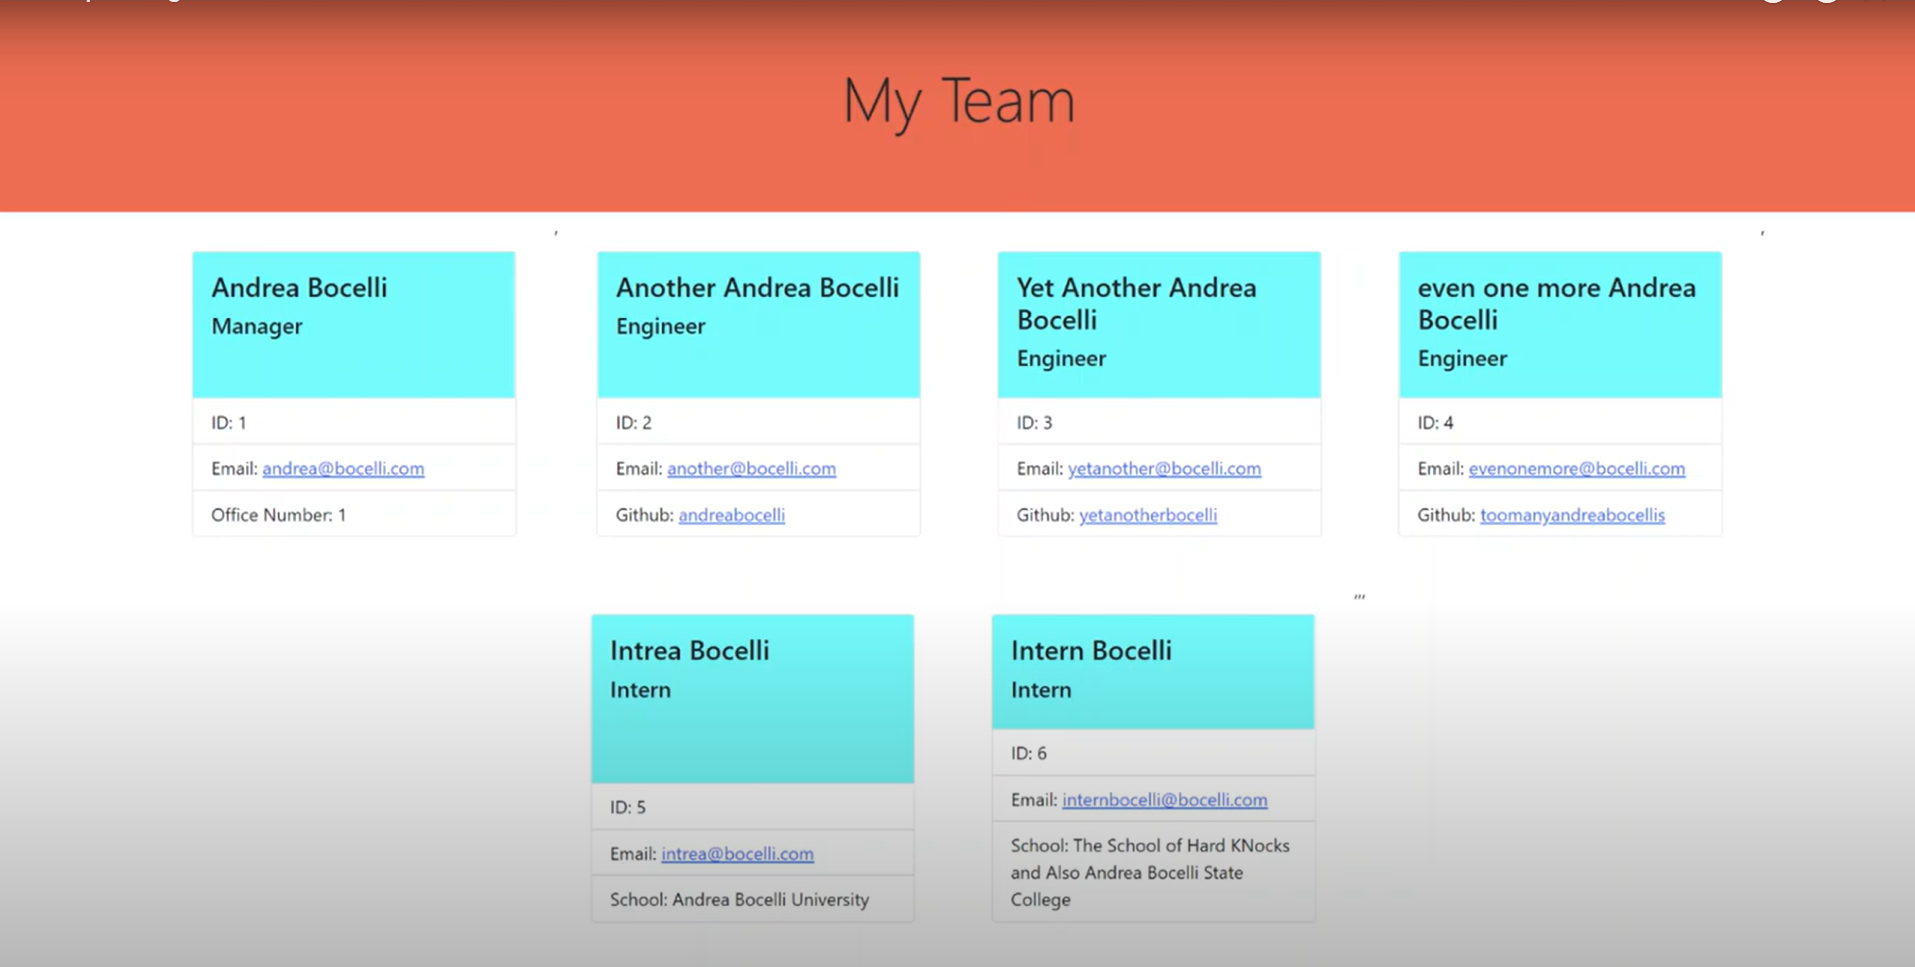 My Team
,
,
Andrea Bocelli
Manager
ID: 1
Email: andrea@bocelli.com
Office Number: 1
Another Andrea Bocelli
Engineer
ID: 2
Email: another@bocelli.com
Github: andreabocelli
Yet Another Andrea
Bocelli
Engineer
ID: 3
Email: yetanother@bocelli.com
Github: yetanotherbocelli
even one more Andrea
Bocelli
Engineer
ID: 4
Email: evenonemore@bocelli.com
Github: toomanyandreabocellis
,,,
Intrea Bocelli
Intern
ID: 5
Email: intrea@bocelli.com
School: Andrea Bocelli University
Intern Bocelli
Intern
ID: 6
Email: internbocelli@bocelli.com
School: The School of Hard KNocks
and Also Andrea Bocelli State
College